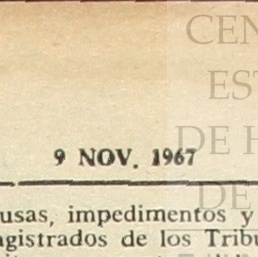 CEN
EST
DE H
DE
9 NOV. 1967
usas, impedimentos y
agistrados de los Tribu